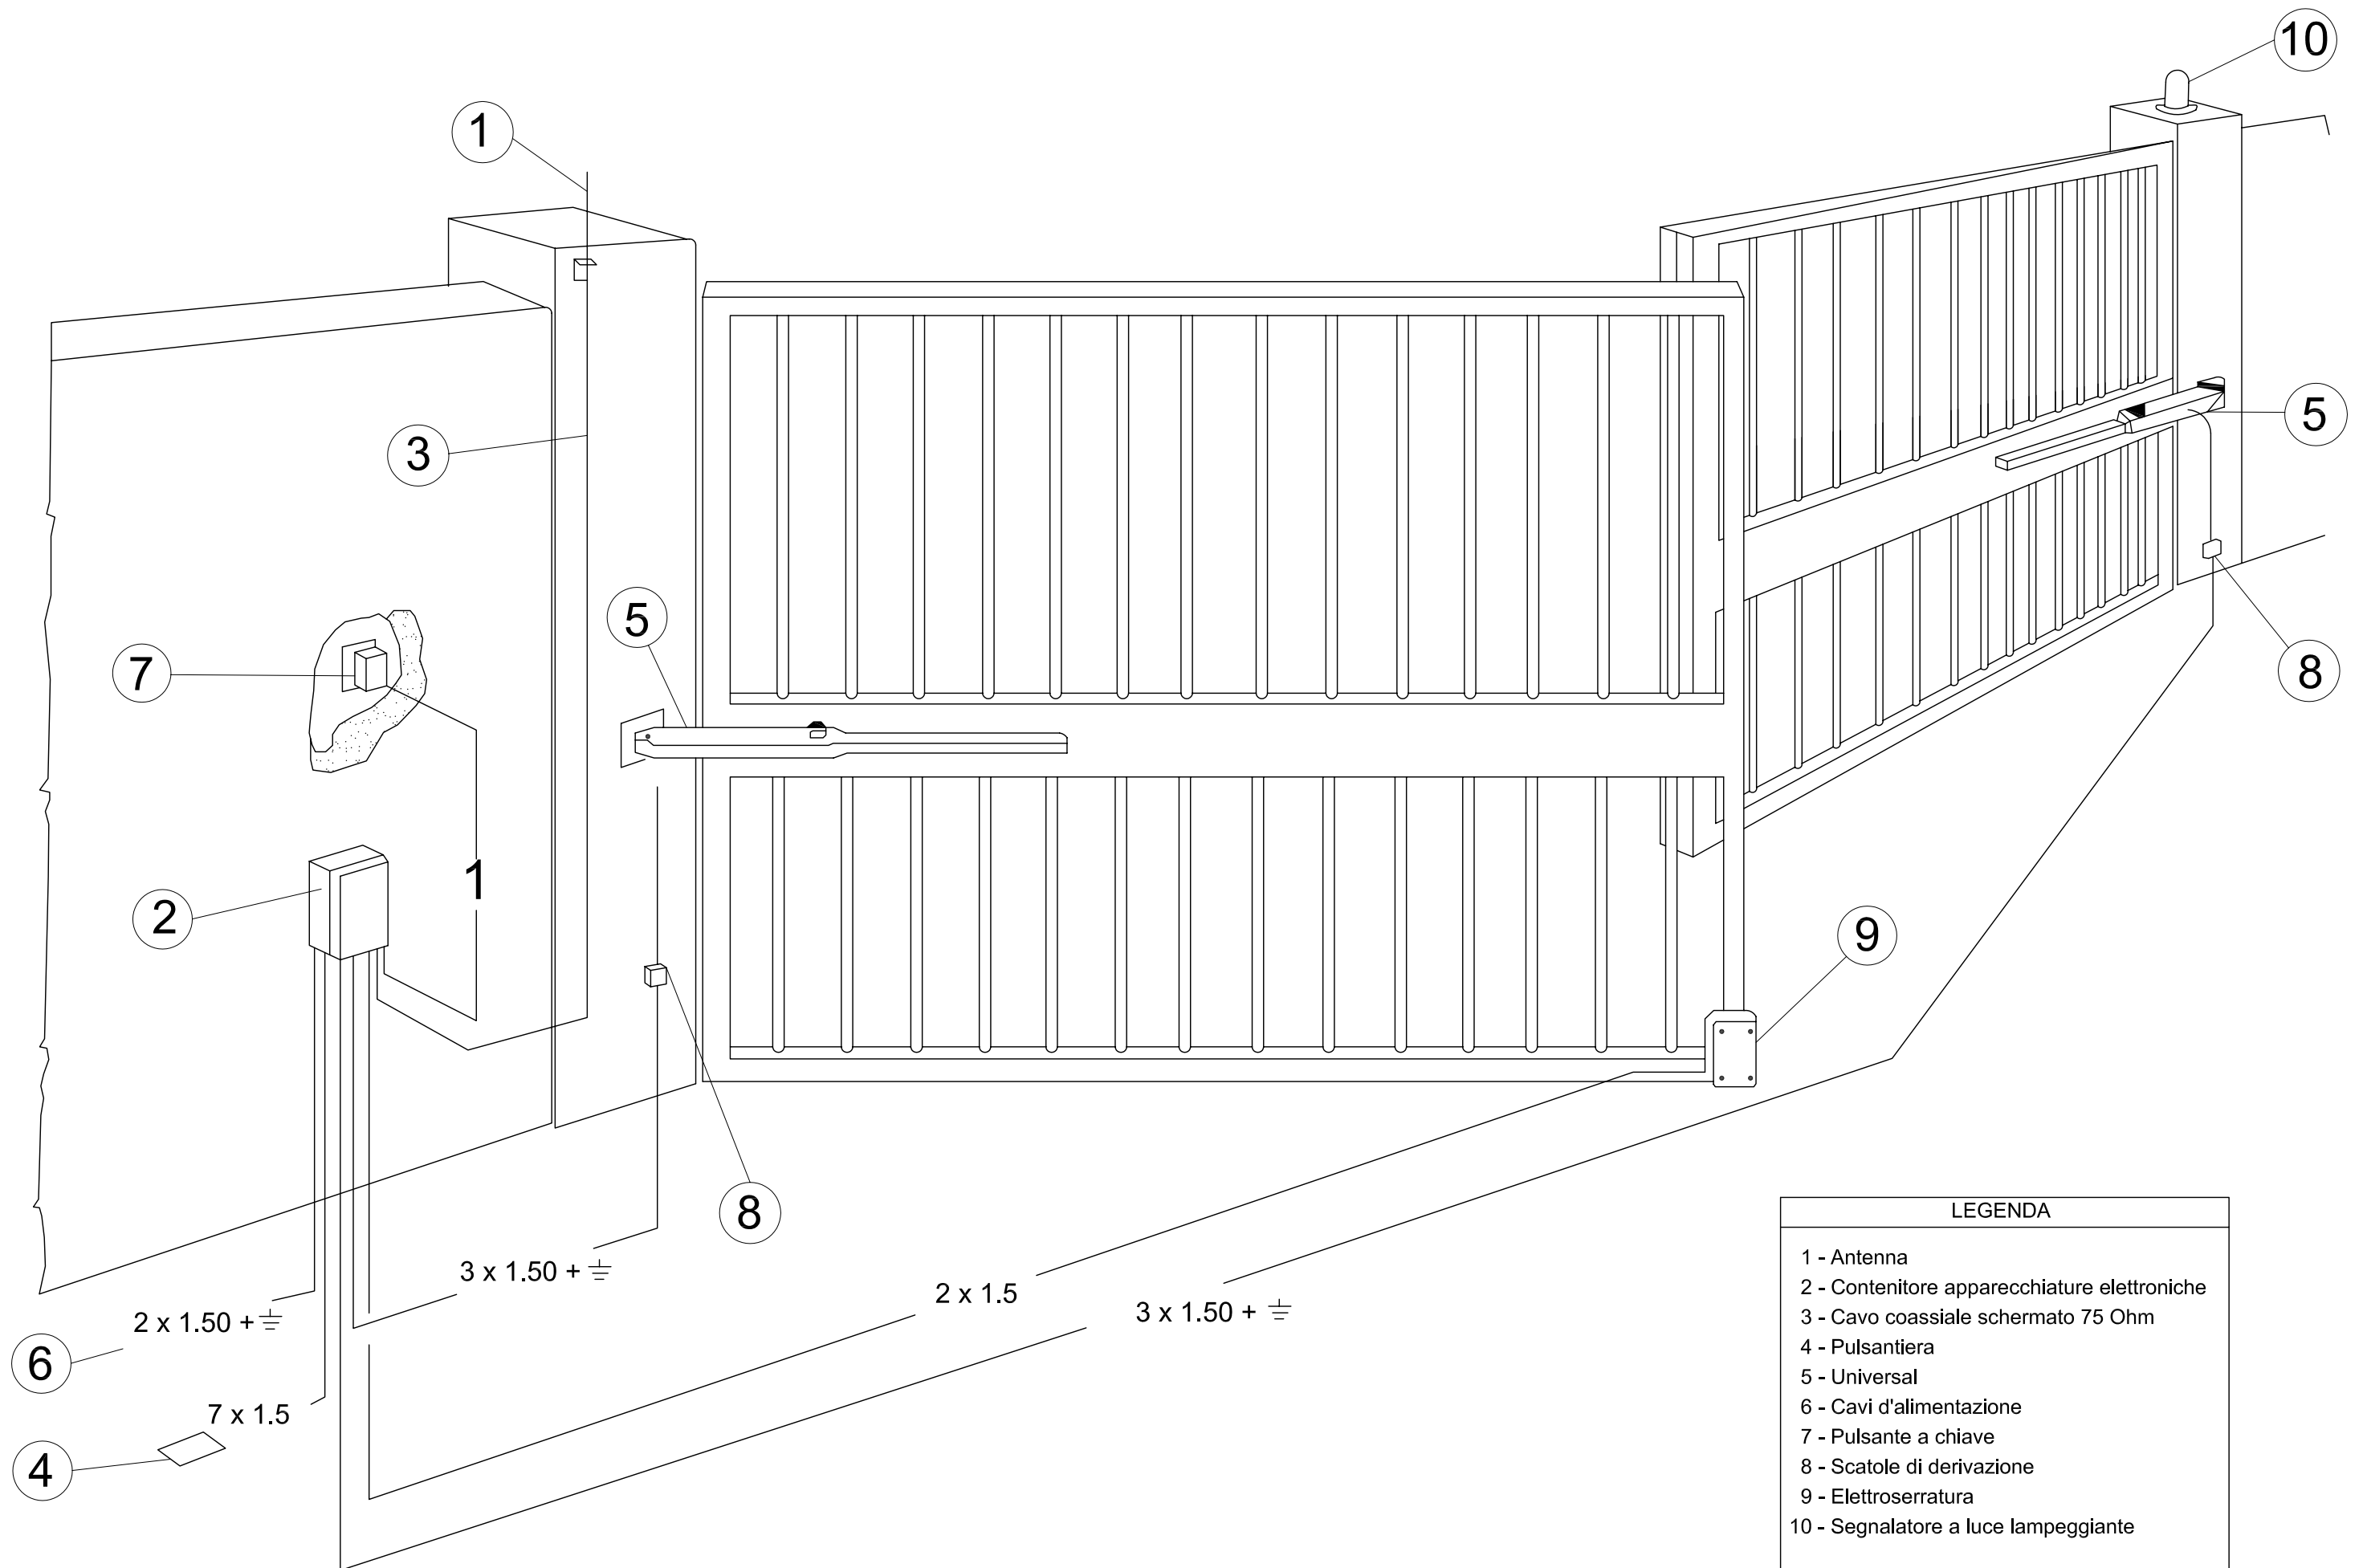 10
1
3
5
5
7
8
1
2
9
8
3 x 1.50 + ⏚
2 x 1.5
3 x 1.50 + ⏚
2 x 1.50 + ⏚
6
7 x 1.5
4
LEGENDA
1 - Antenna
2 - Contenitore apparecchiature elettroniche
3 - Cavo coassiale schermato 75 Ohm
4 - Pulsantiera
5 - Universal
6 - Cavi d'alimentazione
7 - Pulsante a chiave
8 - Scatole di derivazione
9 - Elettroserratura
10 - Segnalatore a luce lampeggiante